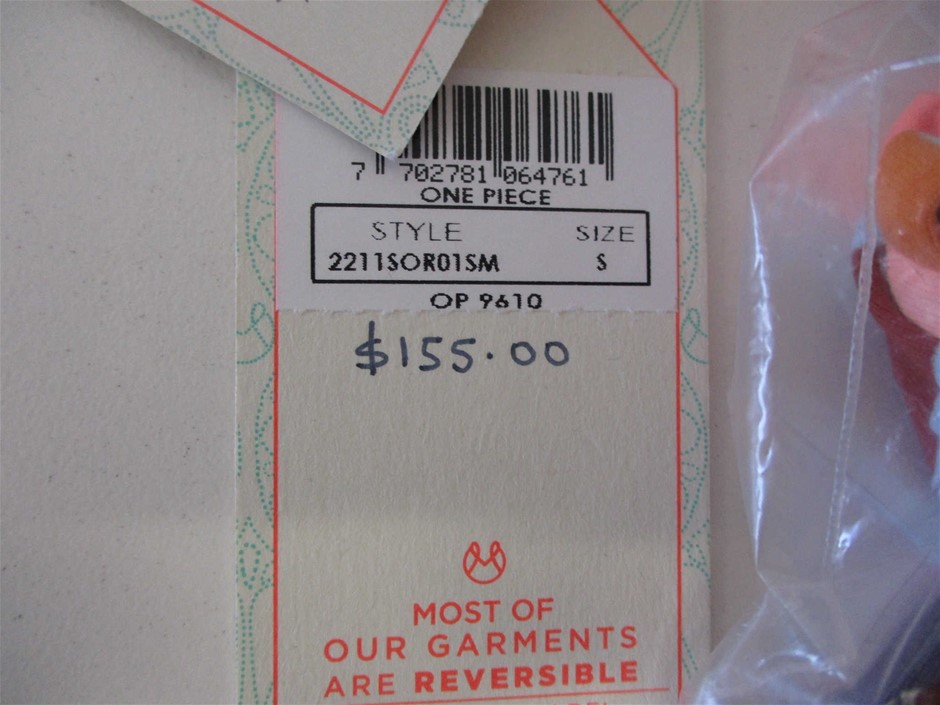 7 702781 064761
ONE PIECE
STYLE SIZE
2211SOR01SM S
OP 9610
$155.00
MOST OF
OUR GARMENTS
ARE REVERSIBLE